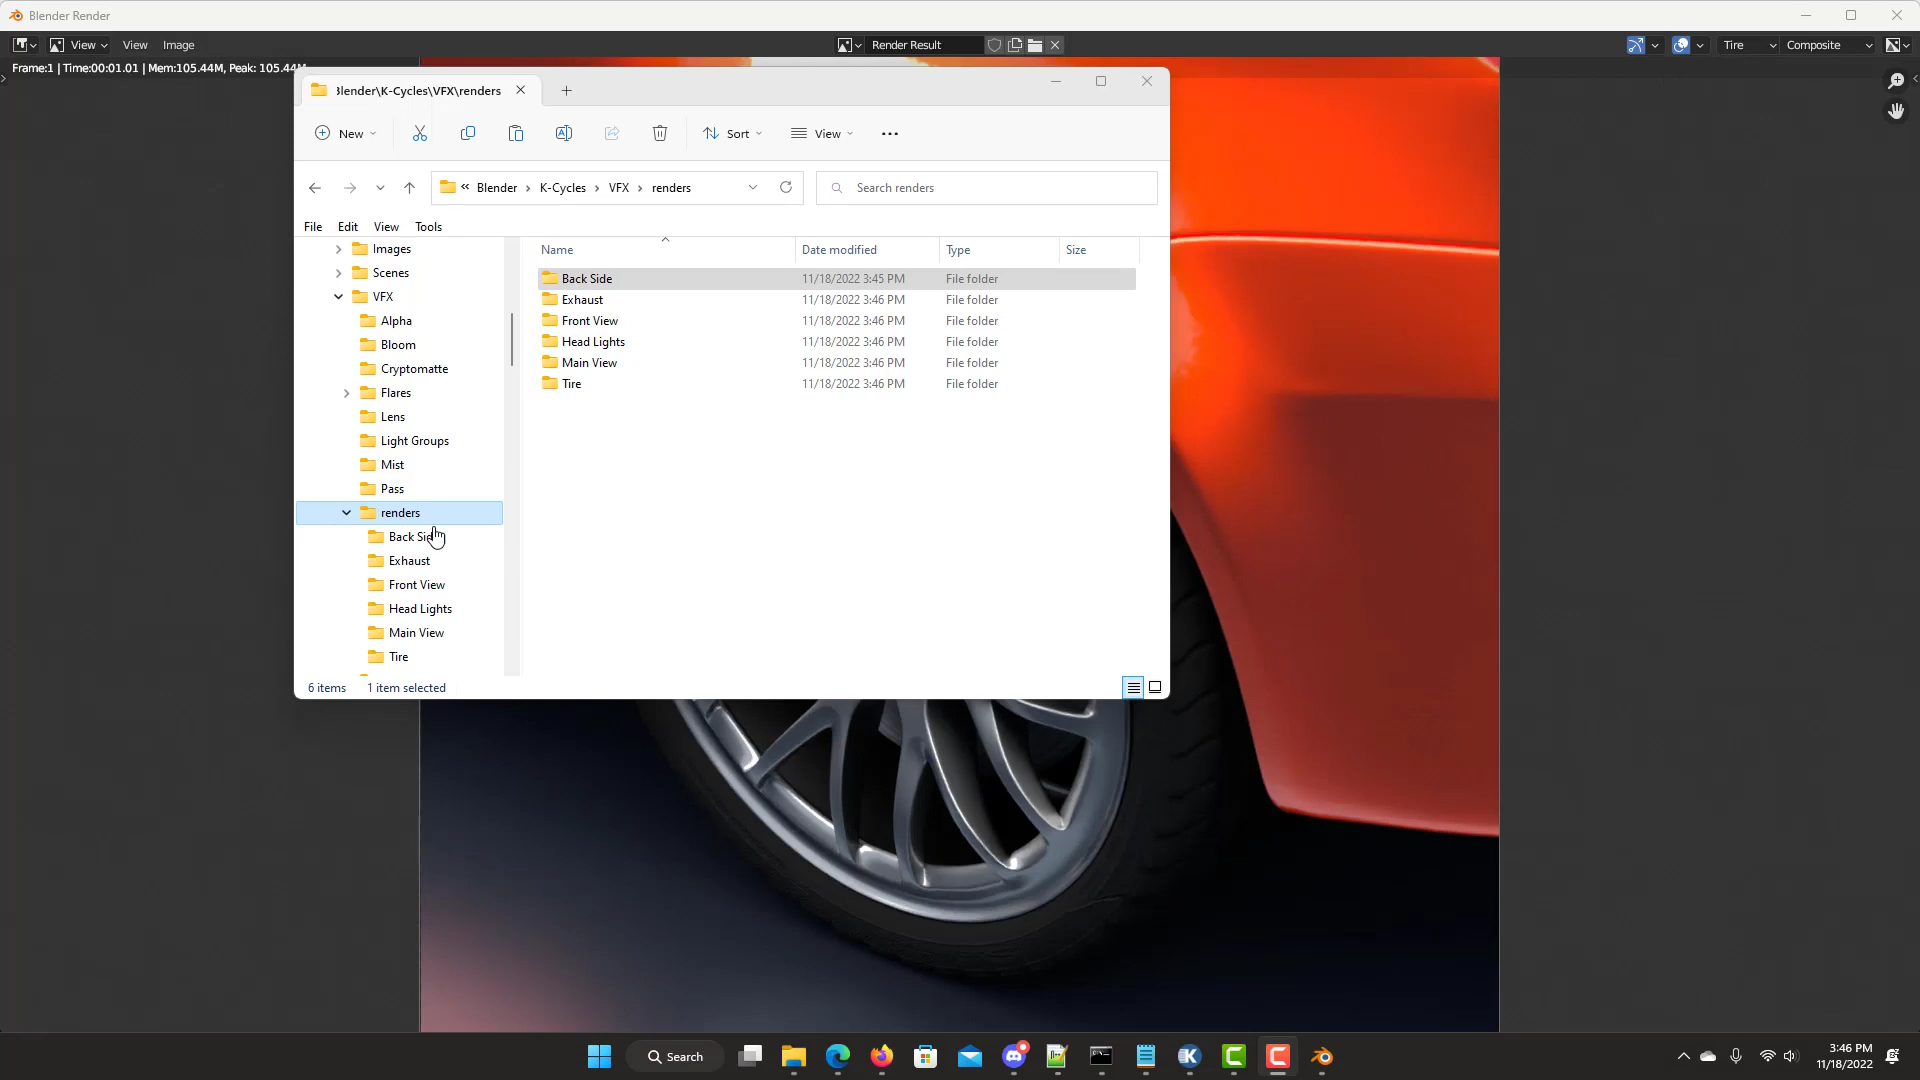 Blender Render
View View Image Render Result Tire Composite
Frame:1 | Time:00:01.01 | Mem:105.44M, Peak: 105.44M
Blender\K-Cycles\VFX\renders
New Sort View
« Blender › K-Cycles › VFX › renders Search renders
File Edit View Tools
Name Date modified Type Size
Back Side 11/18/2022 3:45 PM File folder
Exhaust 11/18/2022 3:46 PM File folder
Front View 11/18/2022 3:46 PM File folder
Head Lights 11/18/2022 3:46 PM File folder
Main View 11/18/2022 3:46 PM File folder
Tire 11/18/2022 3:46 PM File folder
Images
Scenes
VFX
Alpha
Bloom
Cryptomatte
Flares
Lens
Light Groups
Mist
Pass
renders
Back Side
Exhaust
Front View
Head Lights
Main View
Tire
6 items 1 item selected
Search
3:46 PM
11/18/2022